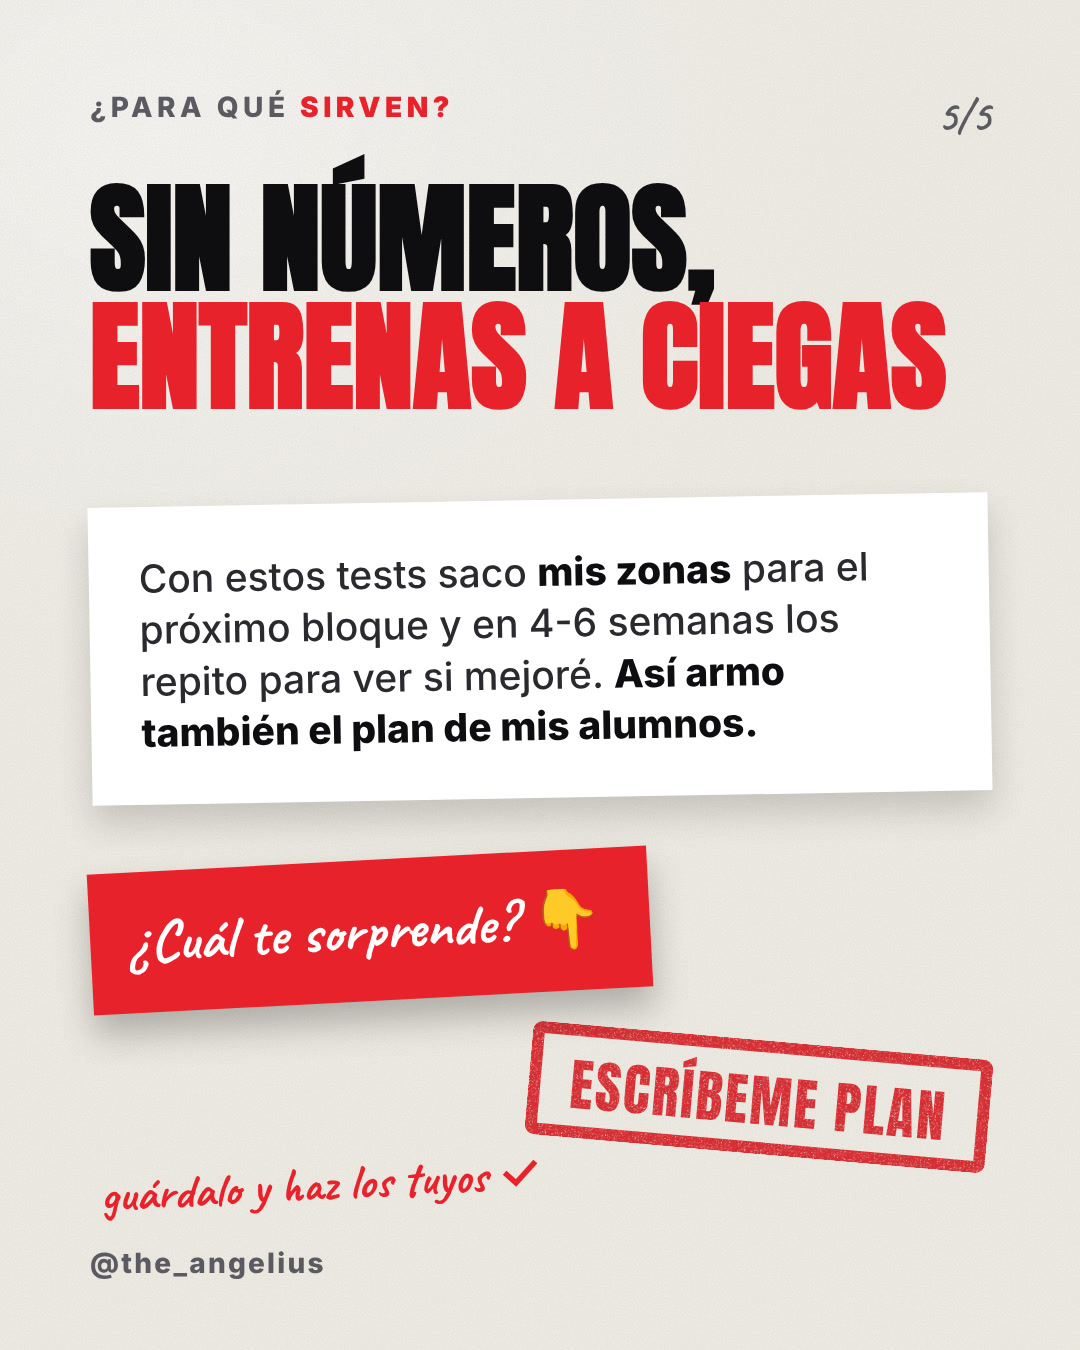 ¿PARA QUÉ SIRVEN?
5/5
SIN NÚMEROS,
ENTRENAS A CIEGAS
Con estos tests saco mis zonas para el
próximo bloque y en 4-6 semanas los
repito para ver si mejoré. Así armo
también el plan de mis alumnos.
¿Cuál te sorprende? 👇
ESCRÍBEME PLAN
guárdalo y haz los tuyos ✓
@the_angelius